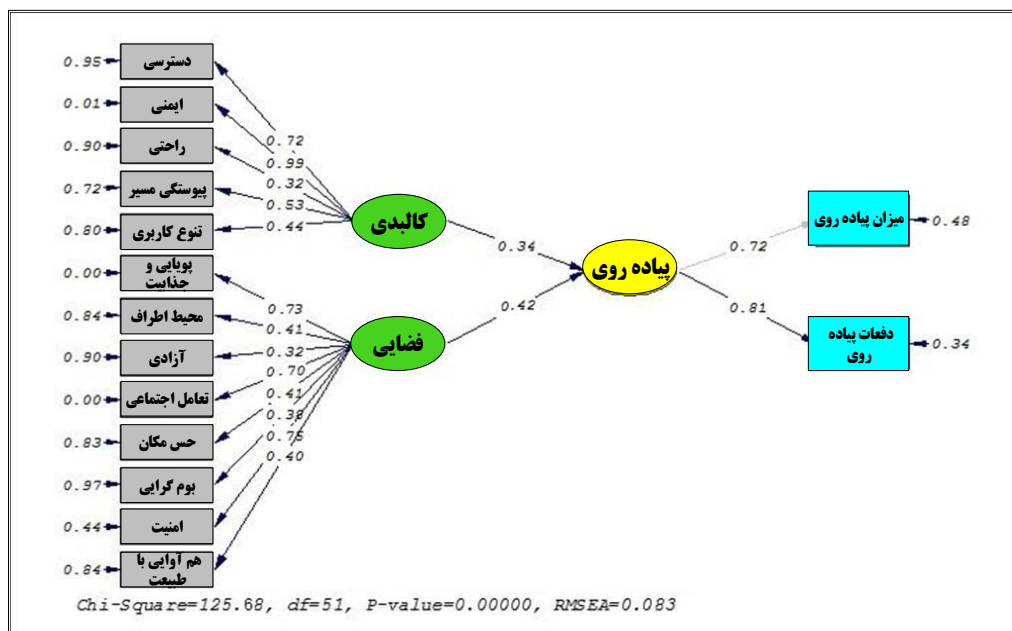 0.95
دسترسی
0.01
ایمنی
0.90
راحتی
0.72
پیوستگی مسیر
0.80
تنوع کاربری
0.00
پویایی و
جذابیت
0.84
محیط اطراف
0.90
آزادی
0.00
تعامل اجتماعی
0.83
حس مکان
0.97
بوم گرایی
0.44
امنیت
0.84
هم آوایی با
طبیعت
0.72
0.99
0.32
0.53
0.44
0.73
0.41
0.32
0.70
0.41
0.38
0.75
0.40
کالبدی
فضایی
0.34
0.42
پیاده روی
0.72
0.81
میزان پیاده روی
0.48
دفعات پیاده
روی
0.34
Chi-Square=125.68, df=51, P-value=0.00000, RMSEA=0.083